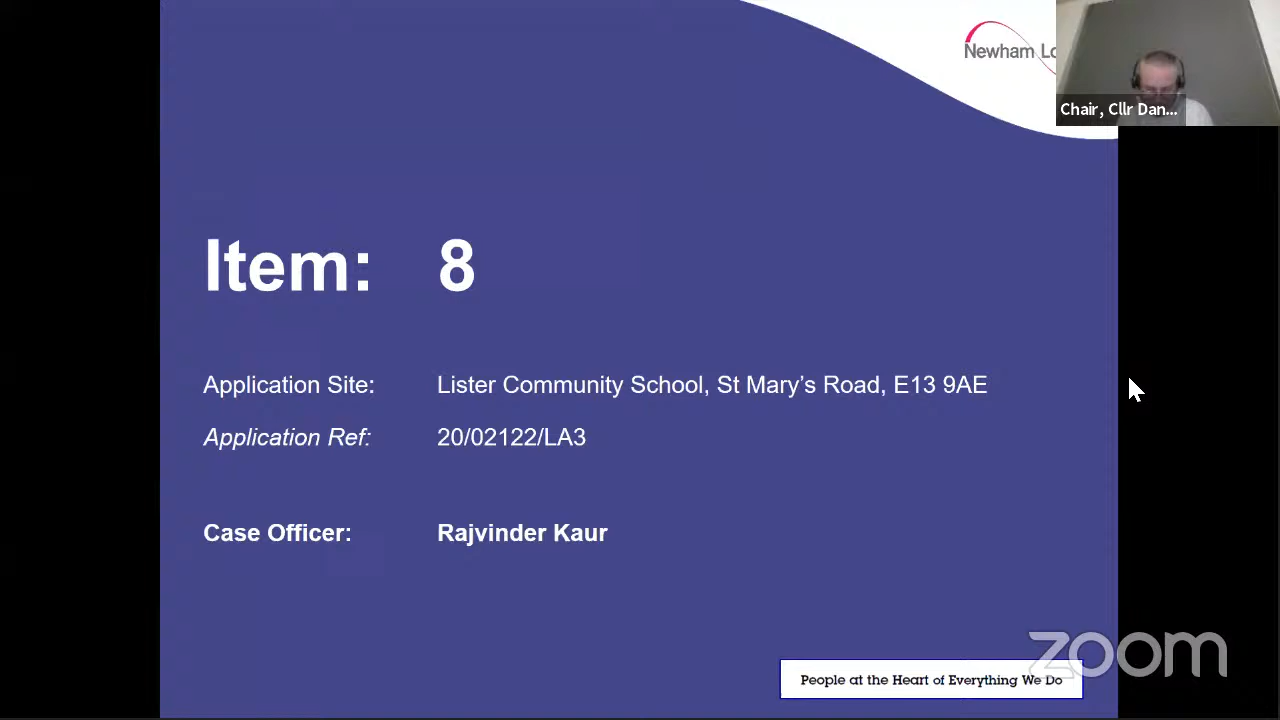 Newham Lo
Chair, Cllr Dan...
Item: 8
Application Site: Lister Community School, St Mary’s Road, E13 9AE
Application Ref: 20/02122/LA3
Case Officer: Rajvinder Kaur
zoom
People at the Heart of Everything We Do